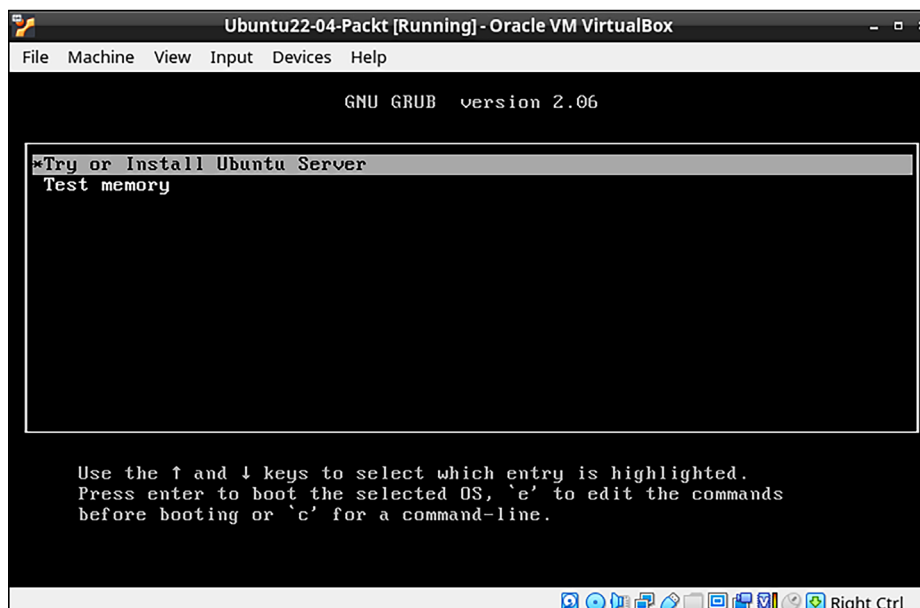 Ubuntu22-04-Packt [Running] - Oracle VM VirtualBox
File Machine View Input Devices Help
GNU GRUB version 2.06
*Try or Install Ubuntu Server
Test memory
Use the ↑ and ↓ keys to select which entry is highlighted.
Press enter to boot the selected OS, `e' to edit the commands
before booting or `c' for a command-line.
Right Ctrl